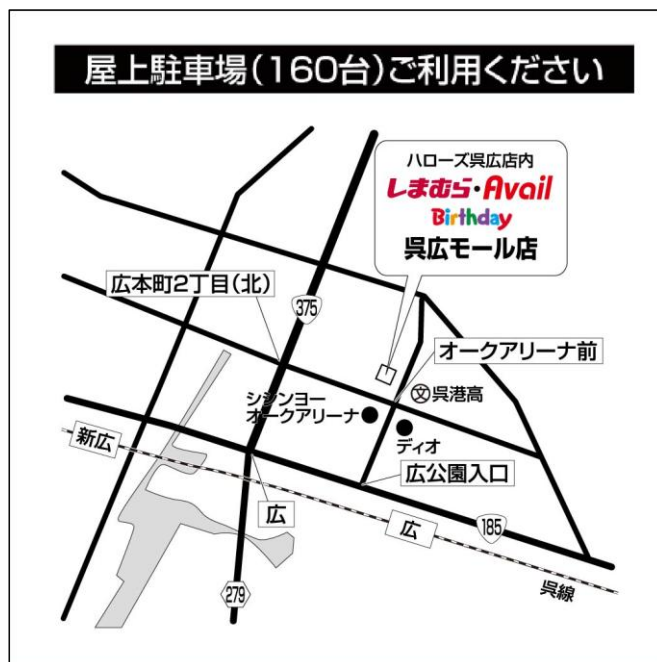 屋上駐車場(160台)ご利用ください
ハローズ呉広店内
しまむら・Avail
Birthday
呉広モール店
広本町2丁目(北)
375
オークアリーナ前
シシンヨー
オークアリーナ
文
呉港高
ディオ
新広
広公園入口
広
広
185
279
呉線